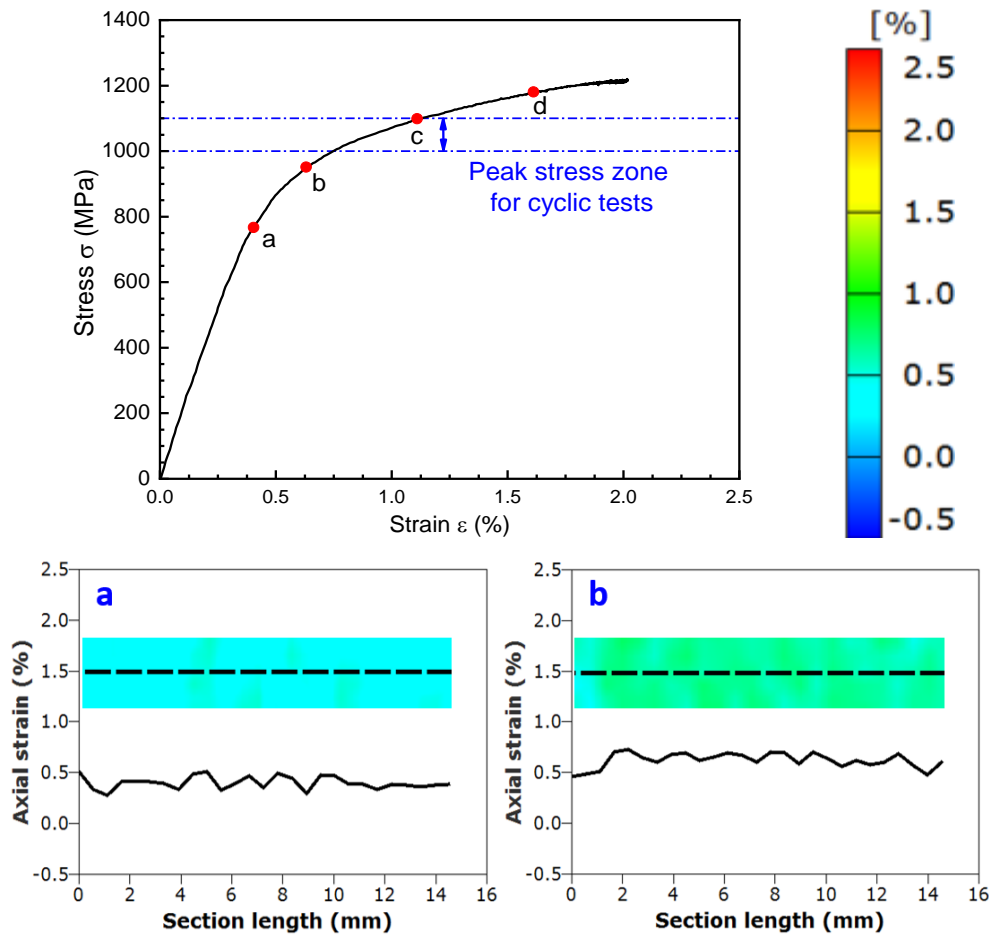 1400
1200
1000
800
600
400
200
0
Stress σ (MPa)
0.0 0.5 1.0 1.5 2.0 2.5
Strain ε (%)
a
b
c
d
Peak stress zone
for cyclic tests
[%]
2.5
2.0
1.5
1.0
0.5
0.0
-0.5
a
2.5
2.0
1.5
1.0
0.5
0.0
-0.5
Axial strain (%)
0 2 4 6 8 10 12 14 16
Section length (mm)
b
2.5
2.0
1.5
1.0
0.5
0.0
-0.5
Axial strain (%)
0 2 4 6 8 10 12 14 16
Section length (mm)